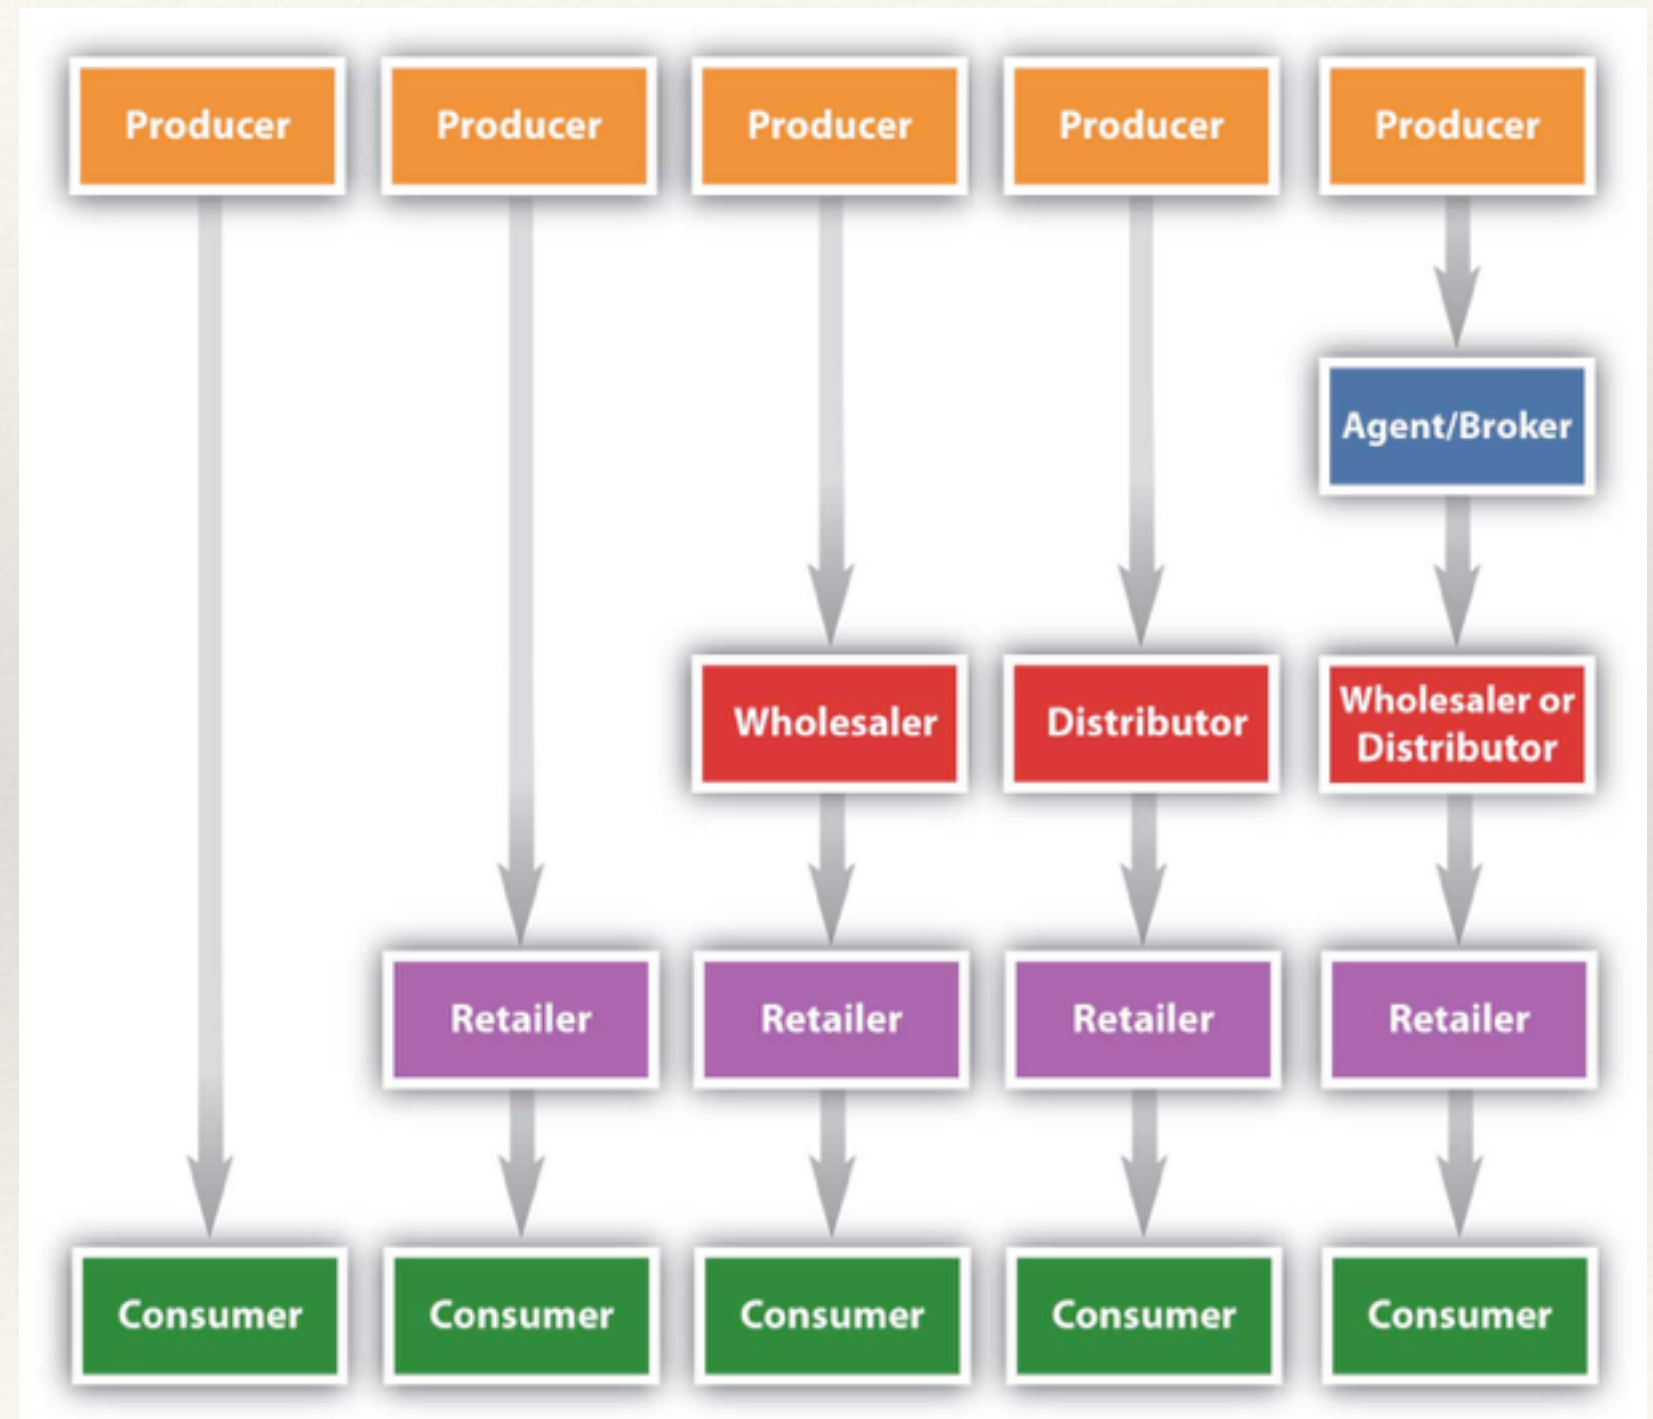 Producer
Producer
Producer
Producer
Producer
Agent/Broker
Wholesaler
Distributor
Wholesaler or
Distributor
Retailer
Retailer
Retailer
Retailer
Consumer
Consumer
Consumer
Consumer
Consumer